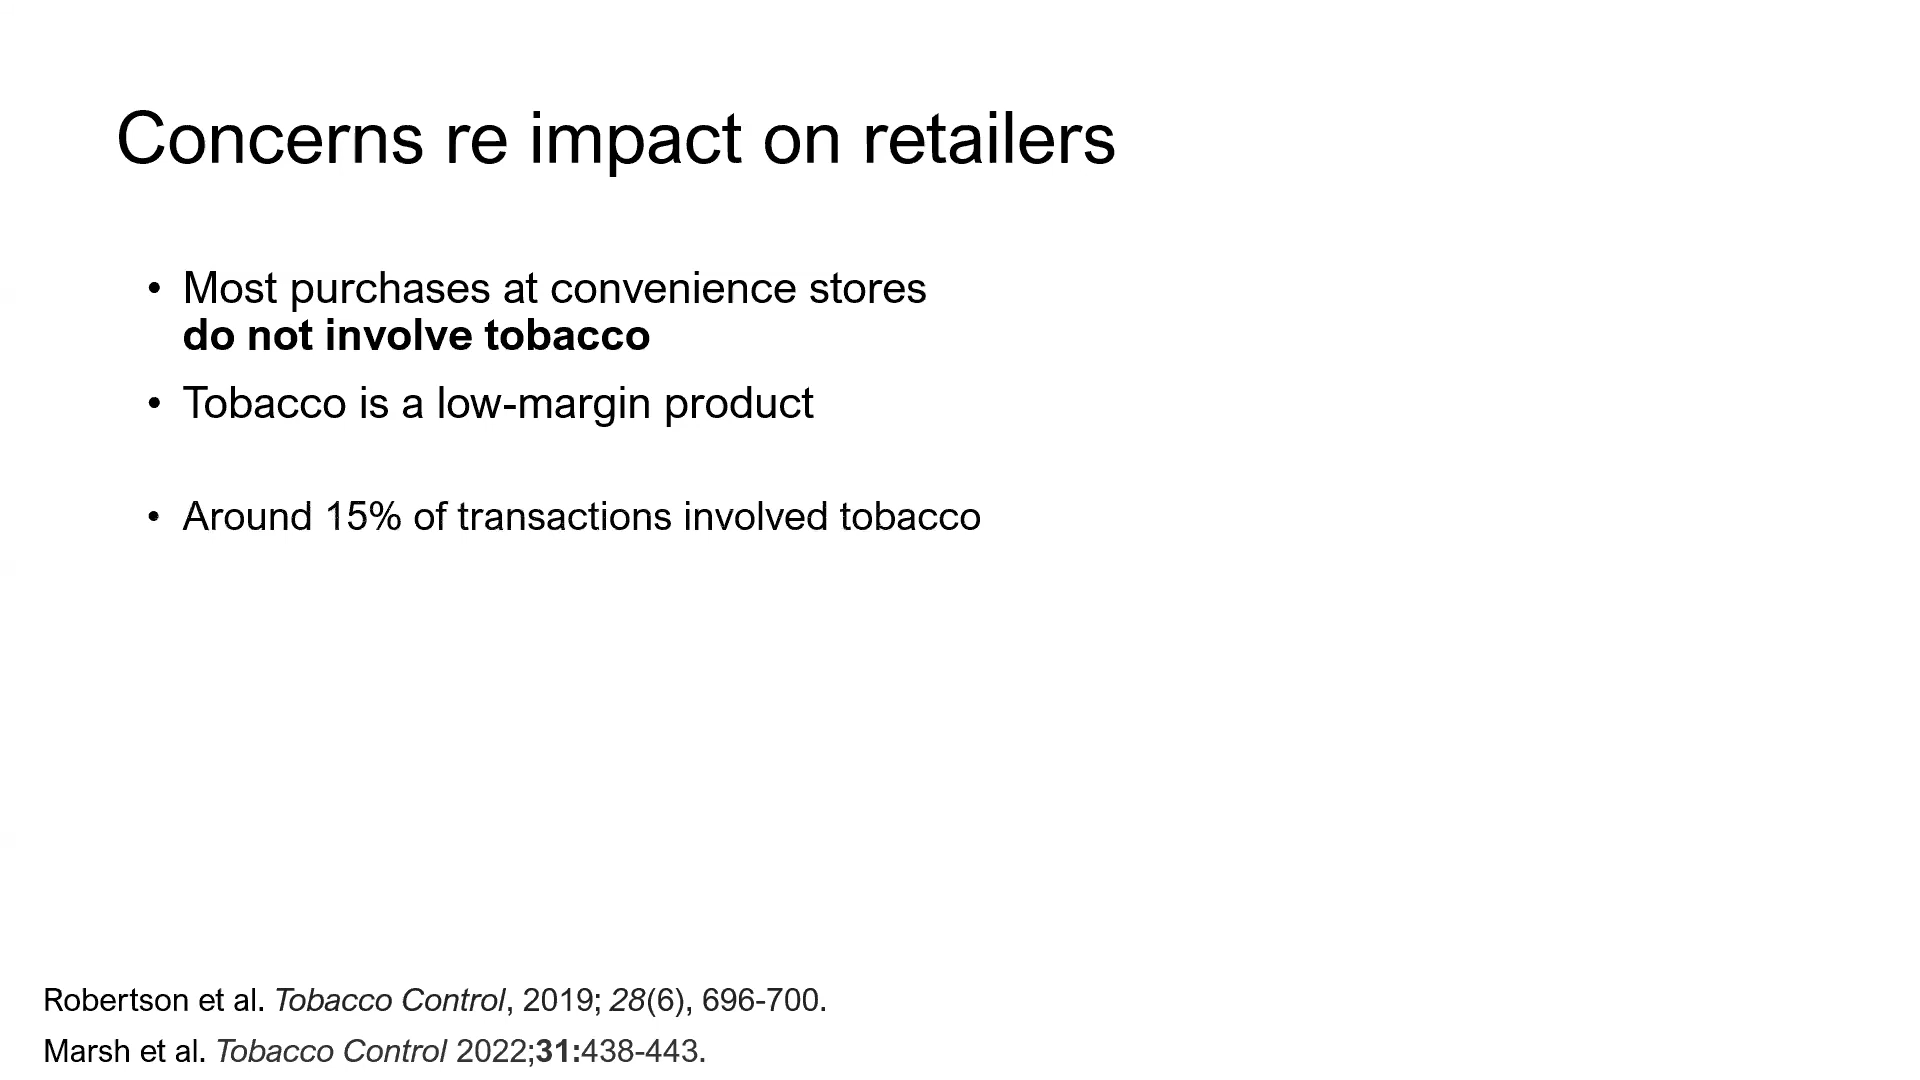 Concerns re impact on retailers
• Most purchases at convenience stores
do not involve tobacco
• Tobacco is a low-margin product
• Around 15% of transactions involved tobacco
Robertson et al. Tobacco Control, 2019; 28(6), 696-700.
Marsh et al. Tobacco Control 2022;31:438-443.